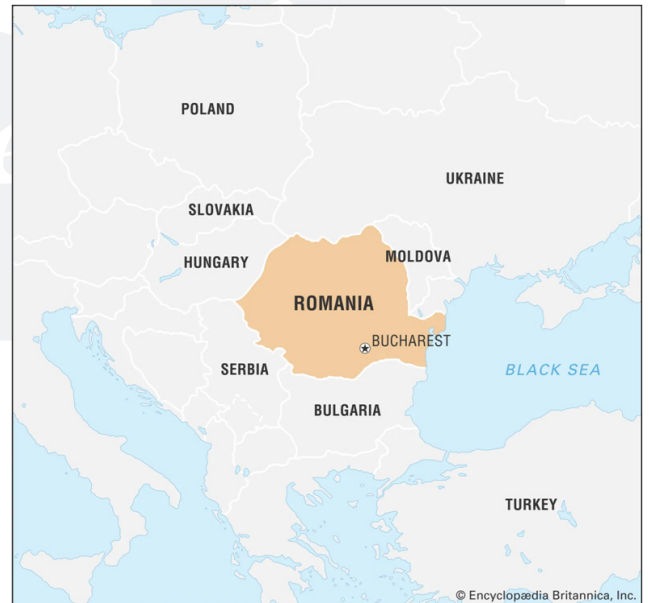 POLAND
UKRAINE
SLOVAKIA
HUNGARY
MOLDOVA
ROMANIA
BUCHAREST
SERBIA
BLACK SEA
BULGARIA
TURKEY
© Encyclopædia Britannica, Inc.